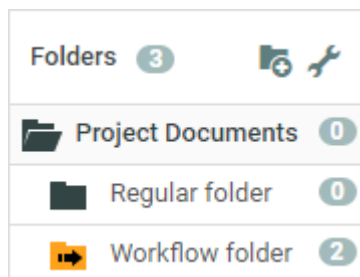 Folders 3
Project Documents 0
Regular folder 0
Workflow folder 2